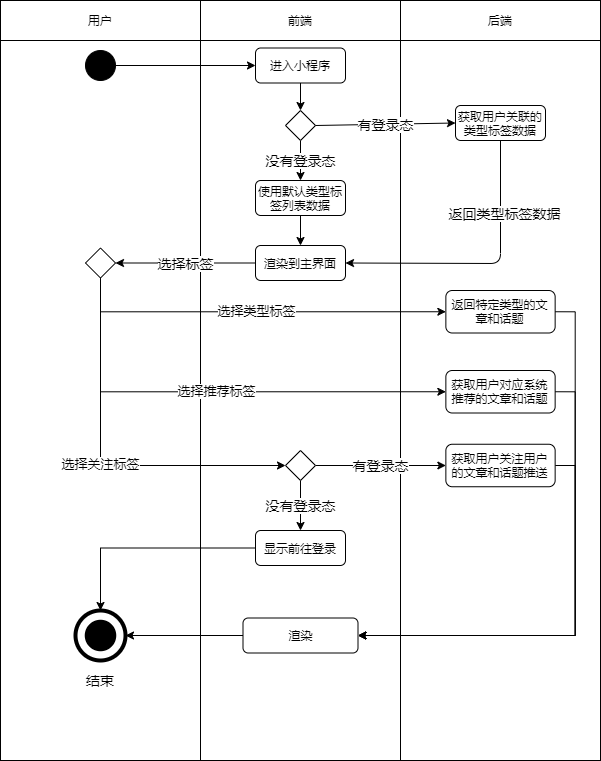 用户
前端
后端
进入小程序
有登录态
获取用户关联的
类型标签数据
没有登录态
使用默认类型标
签列表数据
返回类型标签数据
选择标签
渲染到主界面
选择类型标签
返回特定类型的文
章和话题
选择推荐标签
获取用户对应系统
推荐的文章和话题
选择关注标签
有登录态
获取用户关注用户
的文章和话题推送
没有登录态
显示前往登录
渲染
结束